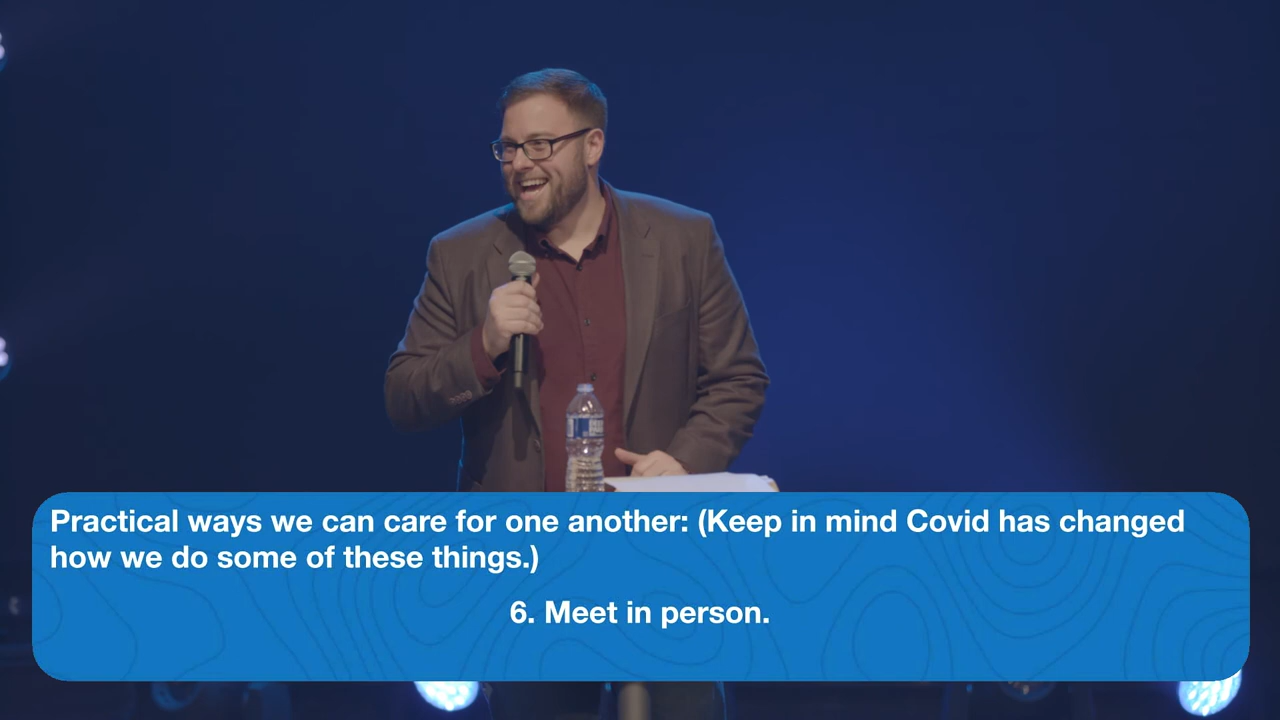 Practical ways we can care for one another: (Keep in mind Covid has changed
how we do some of these things.)
6. Meet in person.